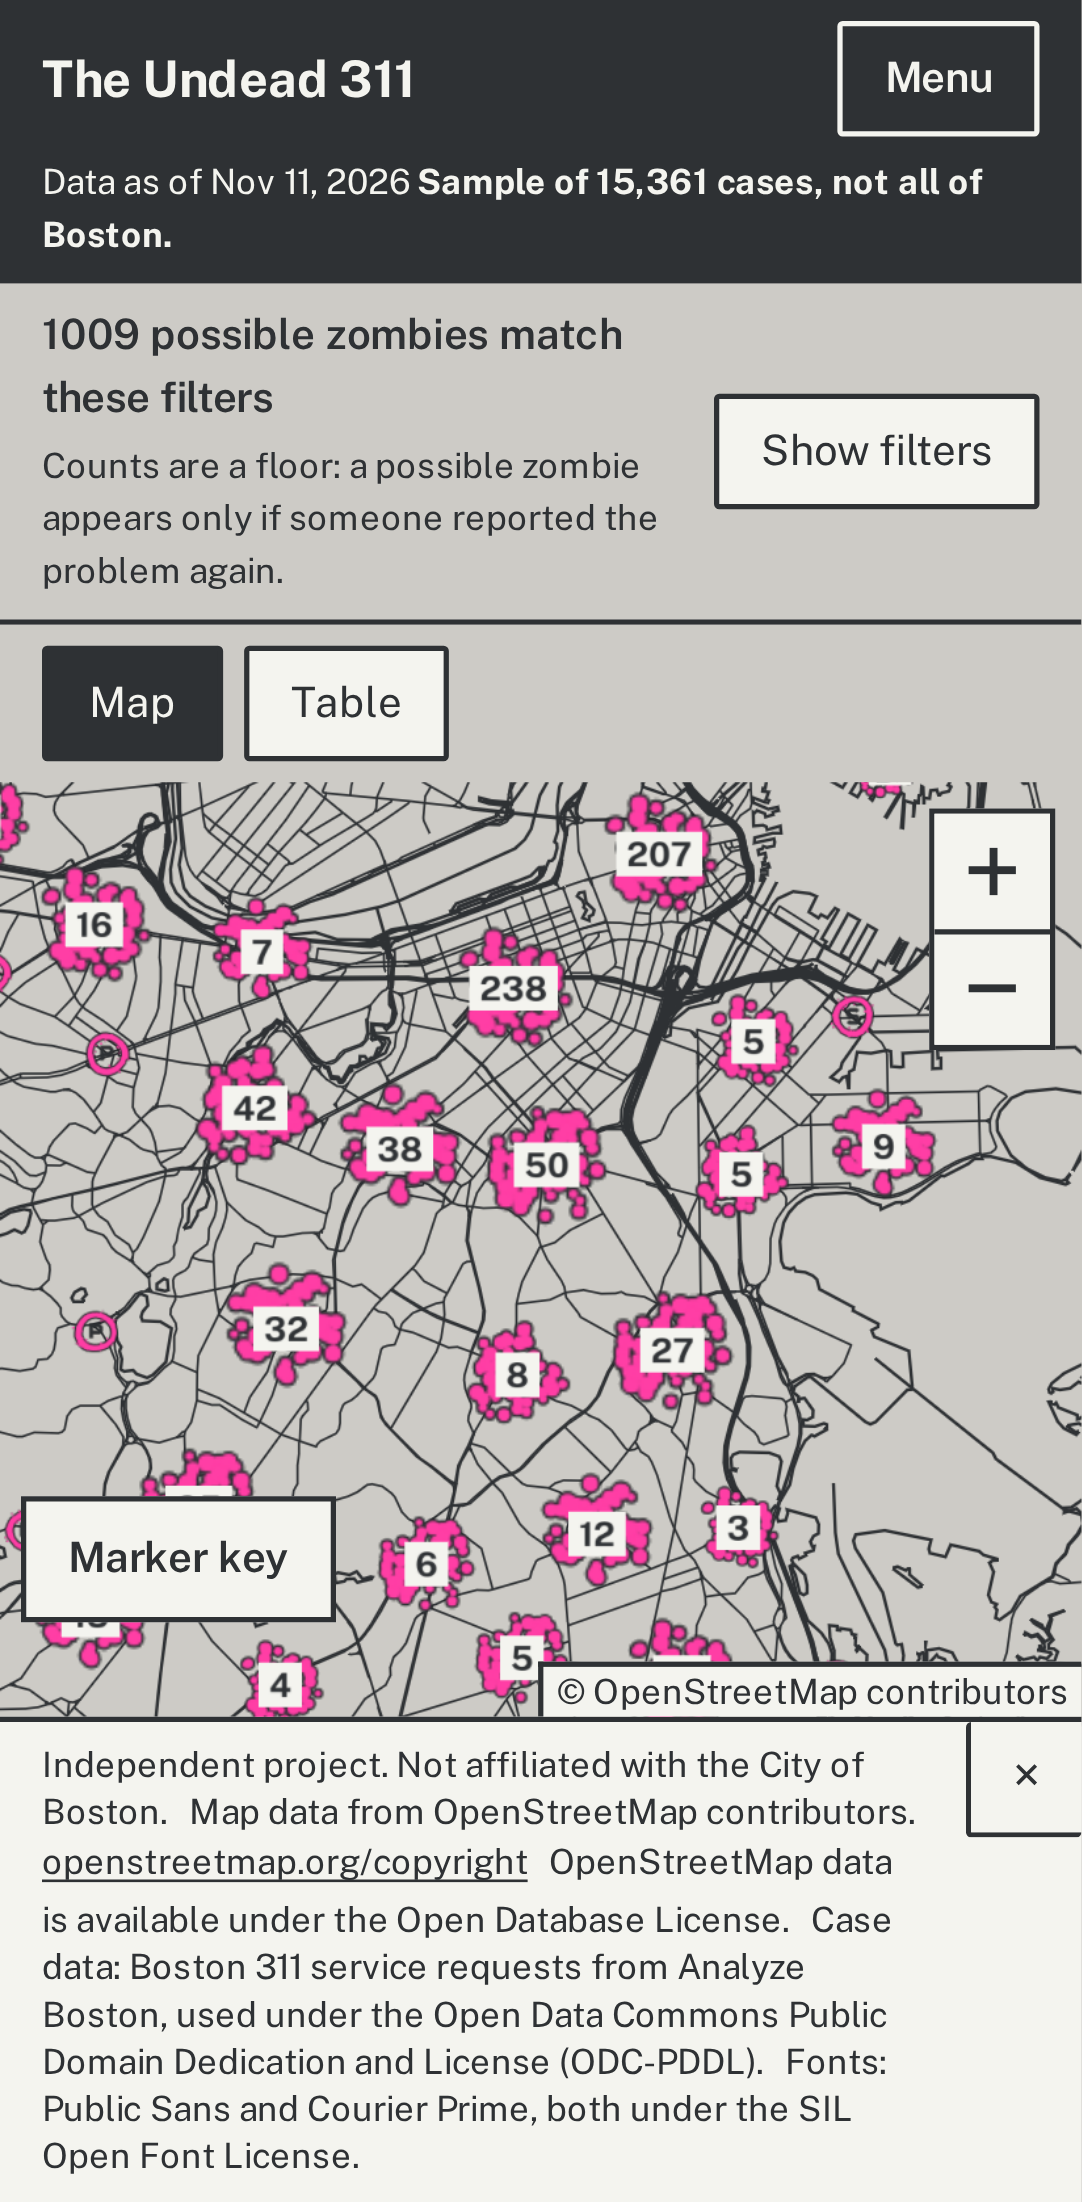 The Undead 311
Menu
Data as of Nov 11, 2026 Sample of 15,361 cases, not all of
Boston.
1009 possible zombies match
these filters
Counts are a floor: a possible zombie
appears only if someone reported the
problem again.
Show filters
Map
Table
207
+
16
7
238
−
5
S
P
42
38
50
5
9
32
P
27
8
12
3
Marker key
6
5
4
© OpenStreetMap contributors
Independent project. Not affiliated with the City of
Boston. Map data from OpenStreetMap contributors.
openstreetmap.org/copyright OpenStreetMap data
is available under the Open Database License. Case
data: Boston 311 service requests from Analyze
Boston, used under the Open Data Commons Public
Domain Dedication and License (ODC-PDDL). Fonts:
Public Sans and Courier Prime, both under the SIL
Open Font License.
×